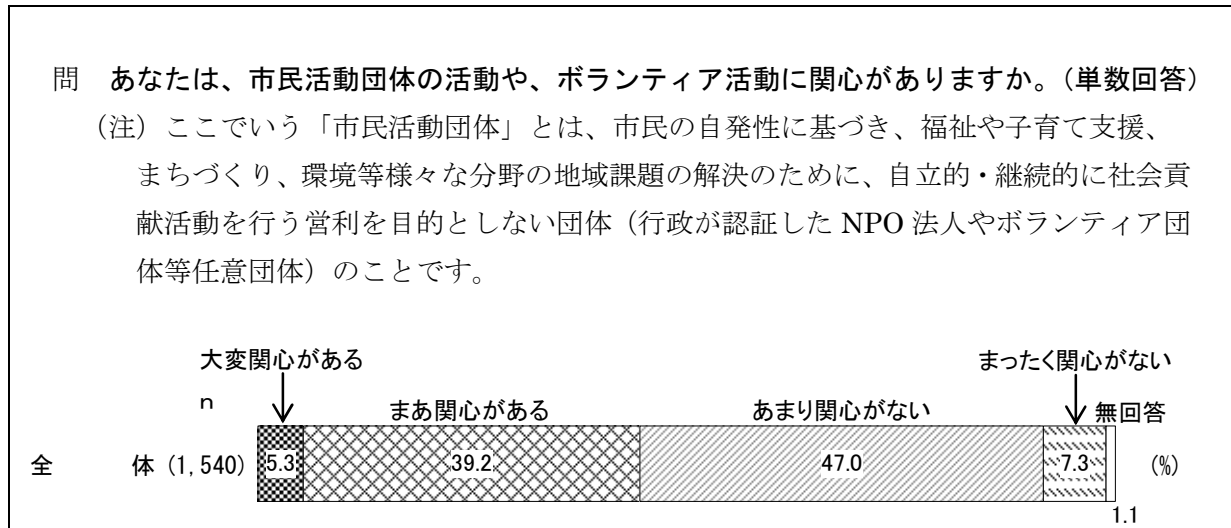 問 あなたは、市民活動団体の活動や、ボランティア活動に関心がありますか。(単数回答)
(注)ここでいう「市民活動団体」とは、市民の自発性に基づき、福祉や子育て支援、
まちづくり、環境等様々な分野の地域課題の解決のために、自立的・継続的に社会貢
献活動を行う営利を目的としない団体(行政が認証した NPO 法人やボランティア団
体等任意団体)のことです。
大変関心がある まったく関心がない
n まあ関心がある あまり関心がない 無回答
全 体 (1,540) 5.3 39.2 47.0 7.3 (%)
1.1